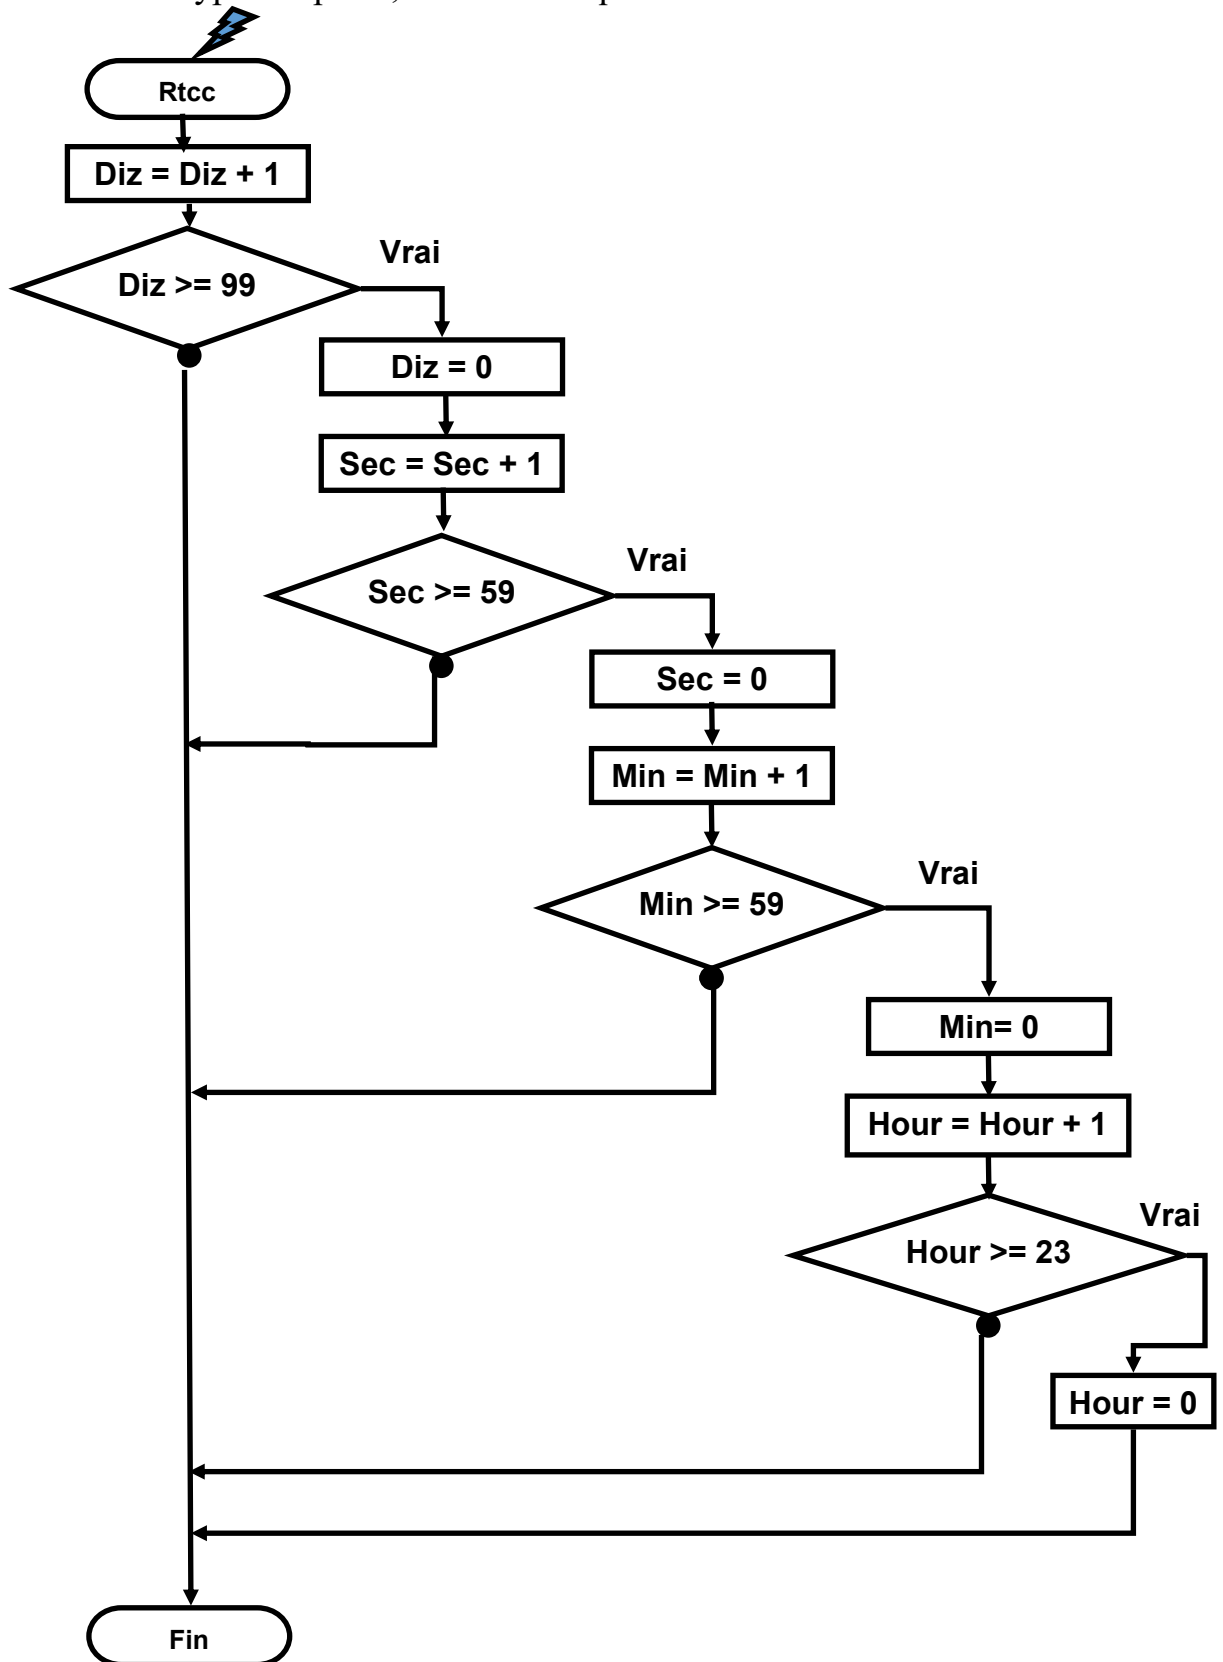 Rtcc
Diz = Diz + 1
Vrai
Diz >= 99
Diz = 0
Sec = Sec + 1
Vrai
Sec >= 59
Sec = 0
Min = Min + 1
Vrai
Min >= 59
Min= 0
Hour = Hour + 1
Vrai
Hour >= 23
Hour = 0
Fin